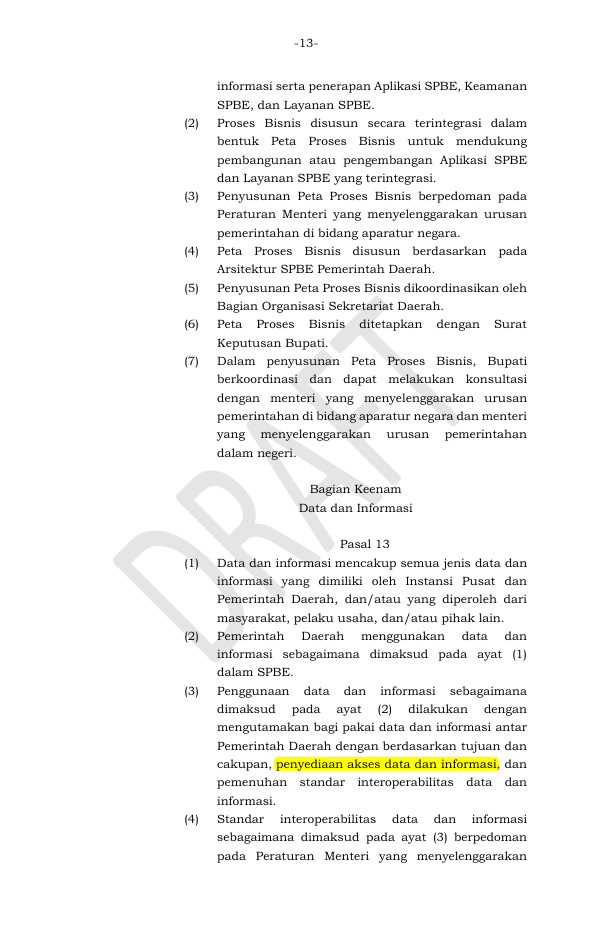 -13-
informasi serta penerapan Aplikasi SPBE, Keamanan
SPBE, dan Layanan SPBE.
(2) Proses Bisnis disusun secara terintegrasi dalam
bentuk Peta Proses Bisnis untuk mendukung
pembangunan atau pengembangan Aplikasi SPBE
dan Layanan SPBE yang terintegrasi.
(3) Penyusunan Peta Proses Bisnis berpedoman pada
Peraturan Menteri yang menyelenggarakan urusan
pemerintahan di bidang aparatur negara.
(4) Peta Proses Bisnis disusun berdasarkan pada
Arsitektur SPBE Pemerintah Daerah.
(5) Penyusunan Peta Proses Bisnis dikoordinasikan oleh
Bagian Organisasi Sekretariat Daerah.
(6) Peta Proses Bisnis ditetapkan dengan Surat
Keputusan Bupati.
(7) Dalam penyusunan Peta Proses Bisnis, Bupati
berkoordinasi dan dapat melakukan konsultasi
dengan menteri yang menyelenggarakan urusan
pemerintahan di bidang aparatur negara dan menteri
yang menyelenggarakan urusan pemerintahan
dalam negeri.
Bagian Keenam
Data dan Informasi
Pasal 13
(1) Data dan informasi mencakup semua jenis data dan
informasi yang dimiliki oleh Instansi Pusat dan
Pemerintah Daerah, dan/atau yang diperoleh dari
masyarakat, pelaku usaha, dan/atau pihak lain.
(2) Pemerintah Daerah menggunakan data dan
informasi sebagaimana dimaksud pada ayat (1)
dalam SPBE.
(3) Penggunaan data dan informasi sebagaimana
dimaksud pada ayat (2) dilakukan dengan
mengutamakan bagi pakai data dan informasi antar
Pemerintah Daerah dengan berdasarkan tujuan dan
cakupan, penyediaan akses data dan informasi, dan
pemenuhan standar interoperabilitas data dan
informasi.
(4) Standar interoperabilitas data dan informasi
sebagaimana dimaksud pada ayat (3) berpedoman
pada Peraturan Menteri yang menyelenggarakan
DRAFT